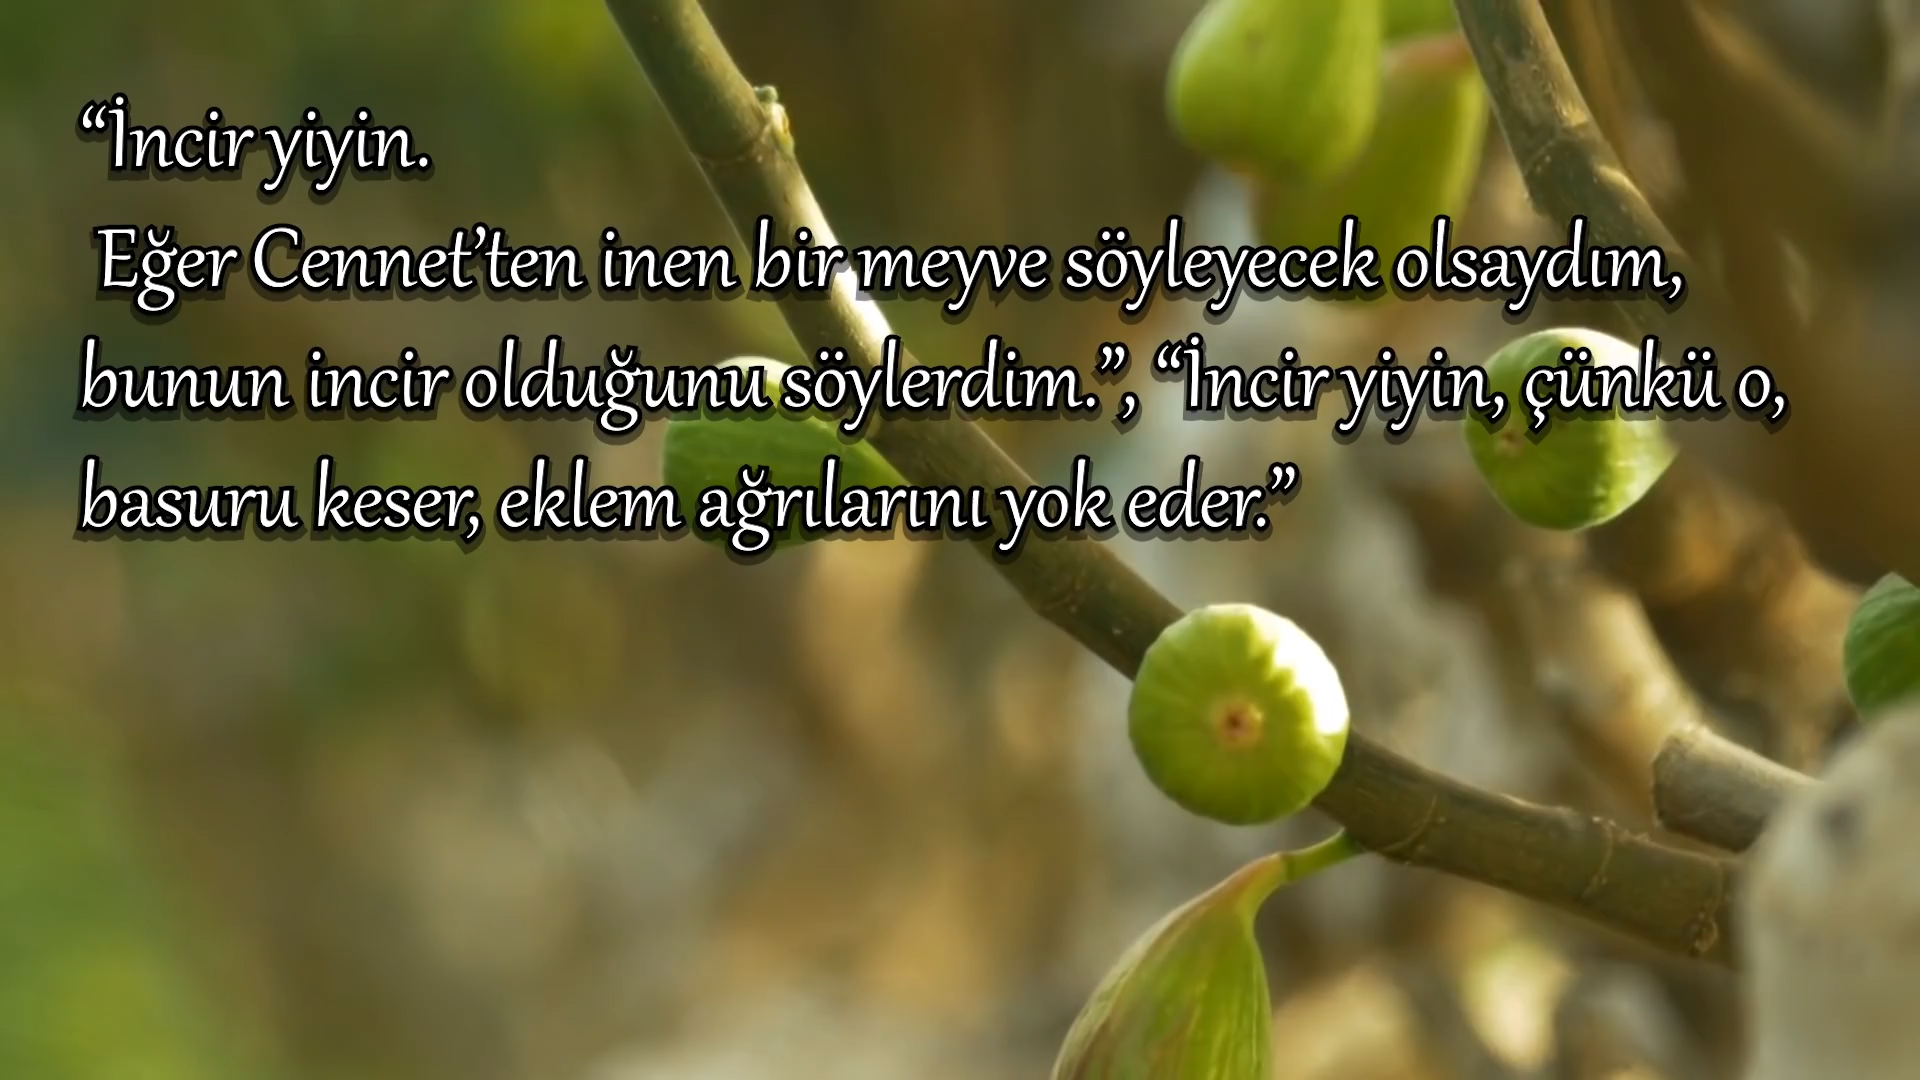 “İncir yiyin.
Eğer Cennet’ten inen bir meyve söyleyecek olsaydım,
bunun incir olduğunu söylerdim.”, “İncir yiyin, çünkü o,
basuru keser, eklem ağrılarını yok eder.”